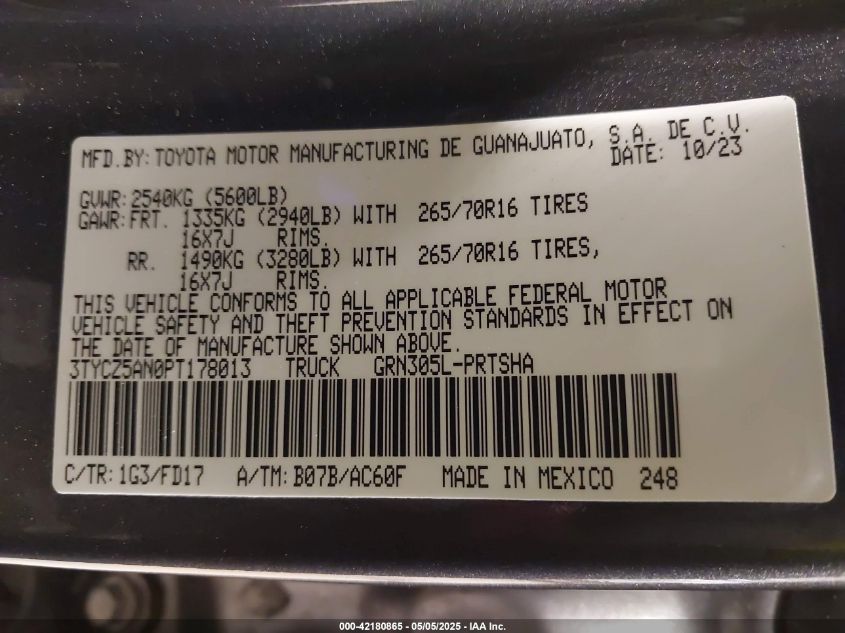 MFD.BY: TOYOTA MOTOR MANUFACTURING DE GUANAJUATO, S.A. DE C.V.
DATE: 10/23
GVWR: 2540KG (5600LB)
GAWR: FRT. 1335KG (2940LB) WITH 265/70R16 TIRES
16X7J RIMS.
RR. 1490KG (3280LB) WITH 265/70R16 TIRES,
16X7J RIMS.
THIS VEHICLE CONFORMS TO ALL APPLICABLE FEDERAL MOTOR
VEHICLE SAFETY AND THEFT PREVENTION STANDARDS IN EFFECT ON
THE DATE OF MANUFACTURE SHOWN ABOVE.
3TYCZ5AN0PT178013 TRUCK GRN305L-PRTSHA
C/TR: 1G3/FD17 A/TM: B07B/AC60F MADE IN MEXICO 248
000-42180865 - 05/05/2025 - IAA Inc.